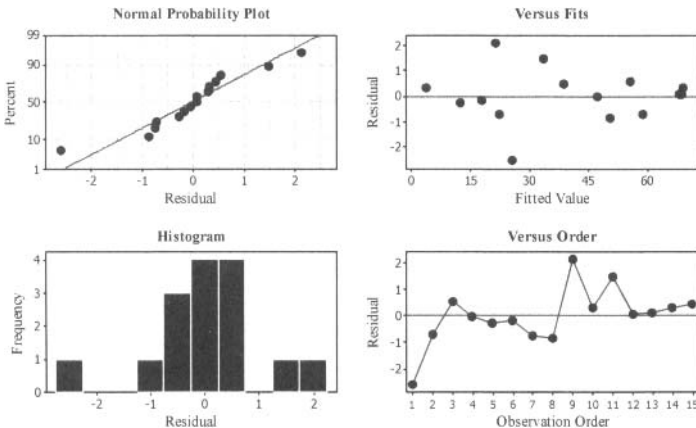 Normal Probability Plot
99
90
50
10
1
Percent
-2 -1 0 1 2
Residual
Versus Fits
2
1
0
-1
-2
Residual
0 15 30 45 60
Fitted Value
Histogram
4
3
2
1
0
Frequency
-2 -1 0 1 2
Residual
Versus Order
2
1
0
-1
-2
Residual
1 2 3 4 5 6 7 8 9 10 11 12 13 14 15
Observation Order